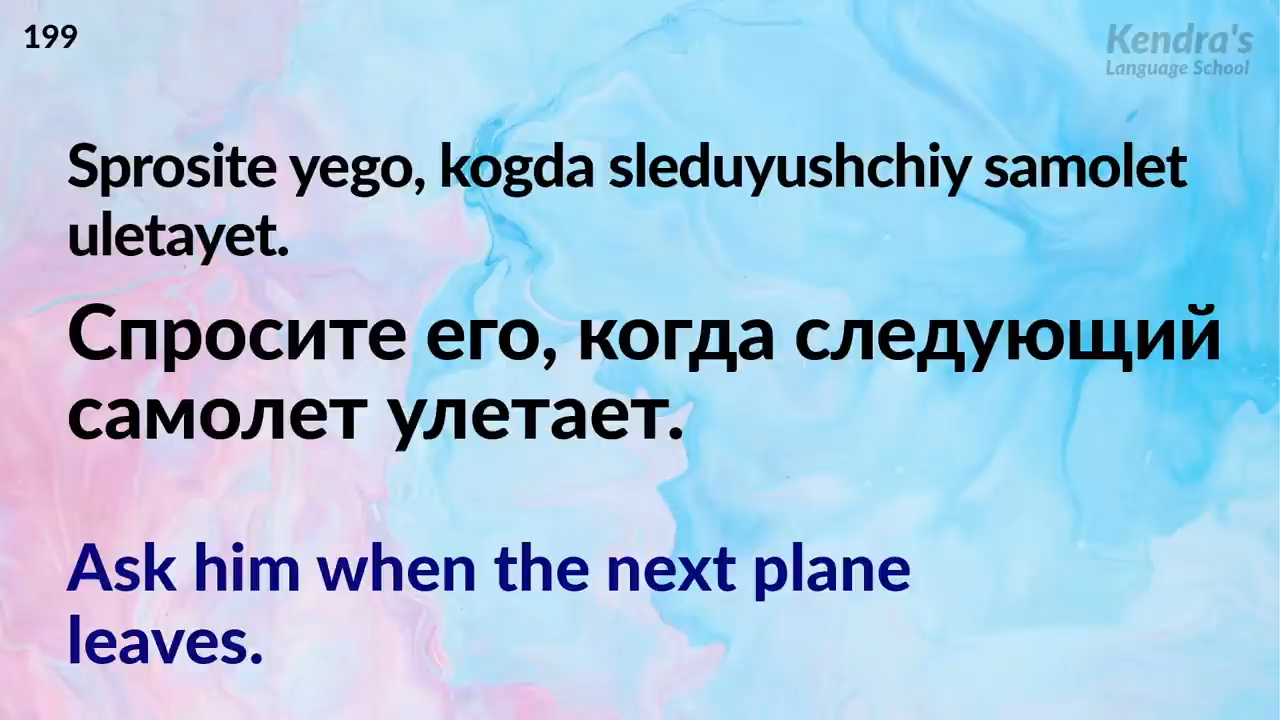 199
Kendra's
Language School
Sprosite yego, kogda sleduyushchiy samolet
uletayet.
Спросите его, когда следующий
самолет улетает.
Ask him when the next plane
leaves.